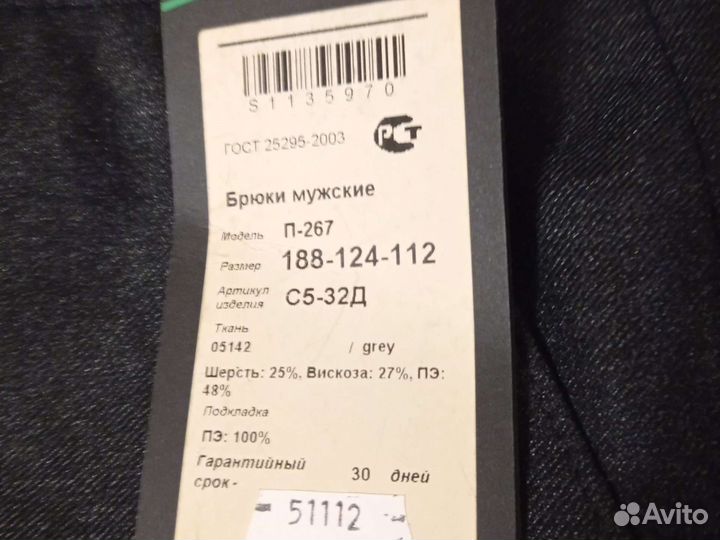 S1135970
ГОСТ 25295-2003
РСТ
Брюки мужские
Модель П-267
Размер 188-124-112
Артикул изделия С5-32Д
Ткань
05142 / grey
Шерсть: 25%, Вискоза: 27%, ПЭ:
48%
Подкладка
ПЭ: 100%
Гарантийный
срок- 30 дней
51112
Avito